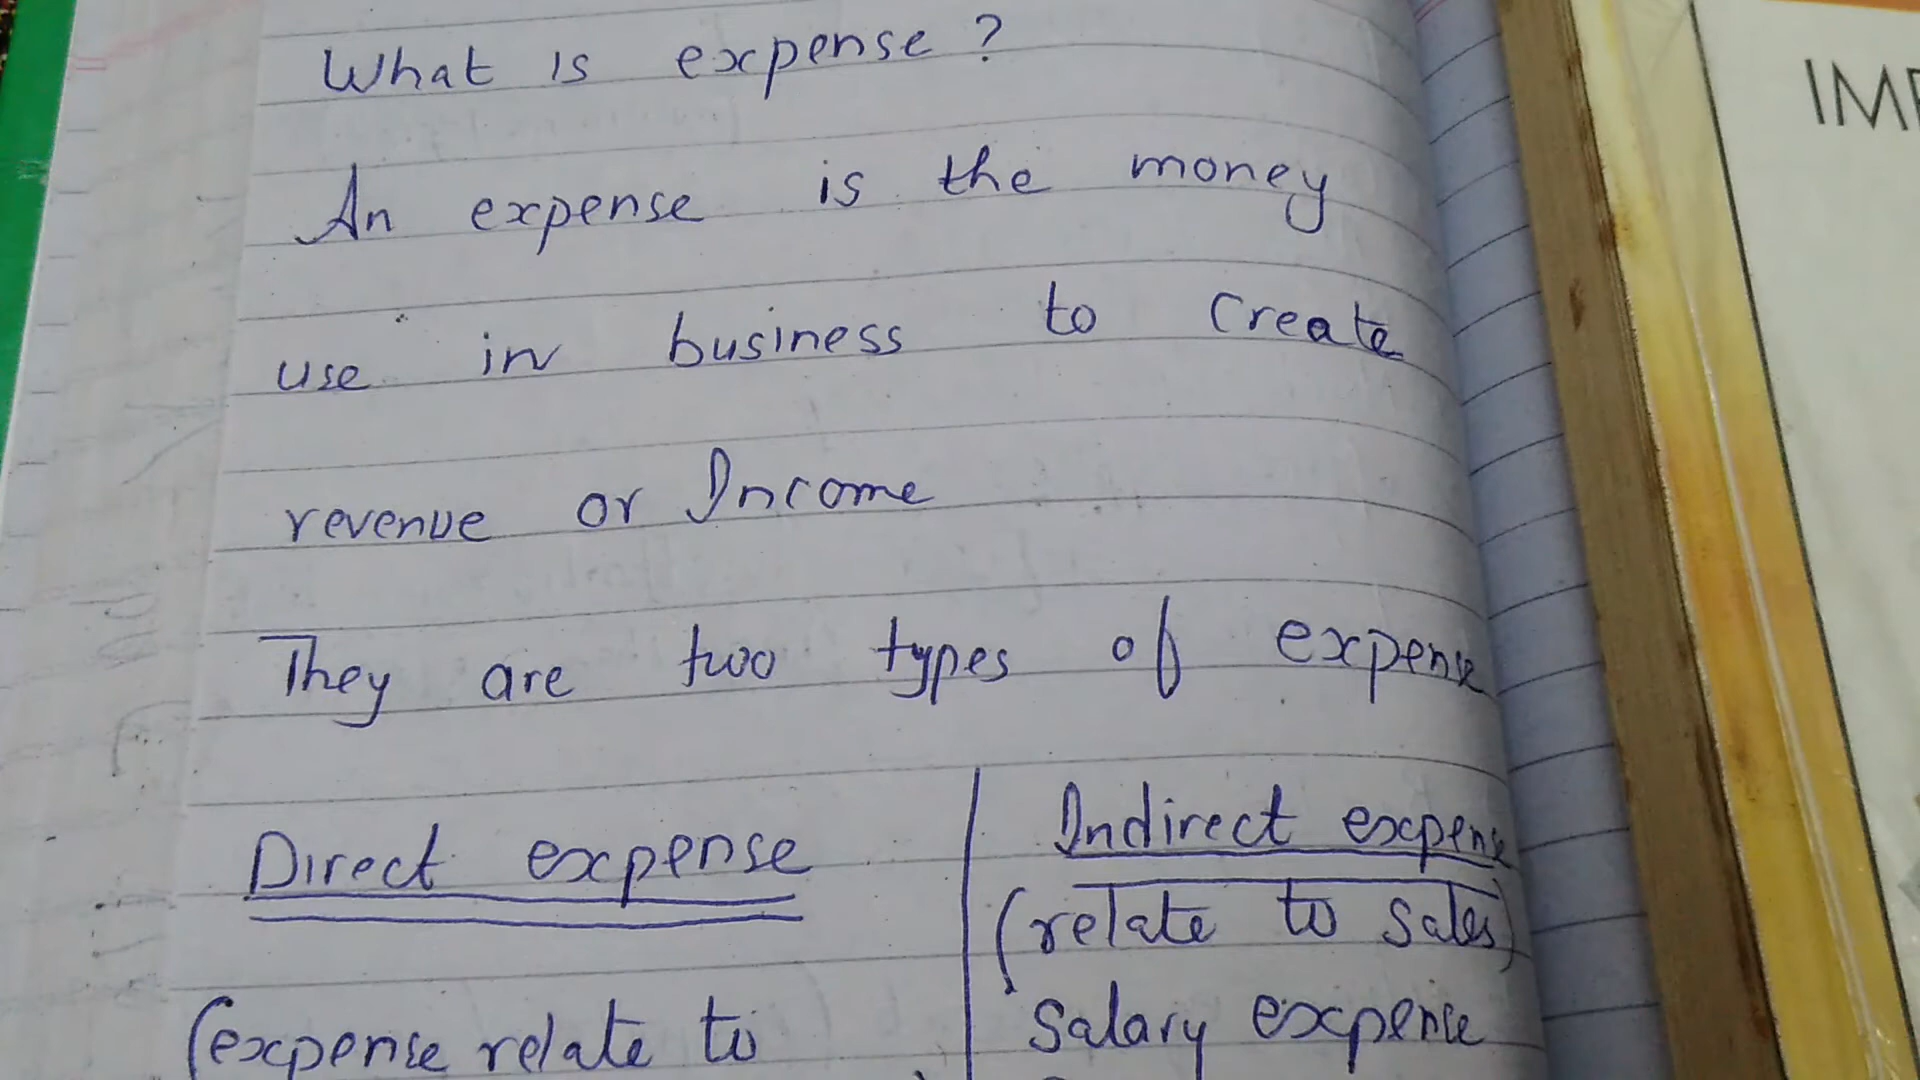 What is expense ?
An expense is the money
use in business to Create
revenue or Income
They are two types of expense
Direct expense
(expense relate to
Indirect expense
(relate to sales)
Salary expense